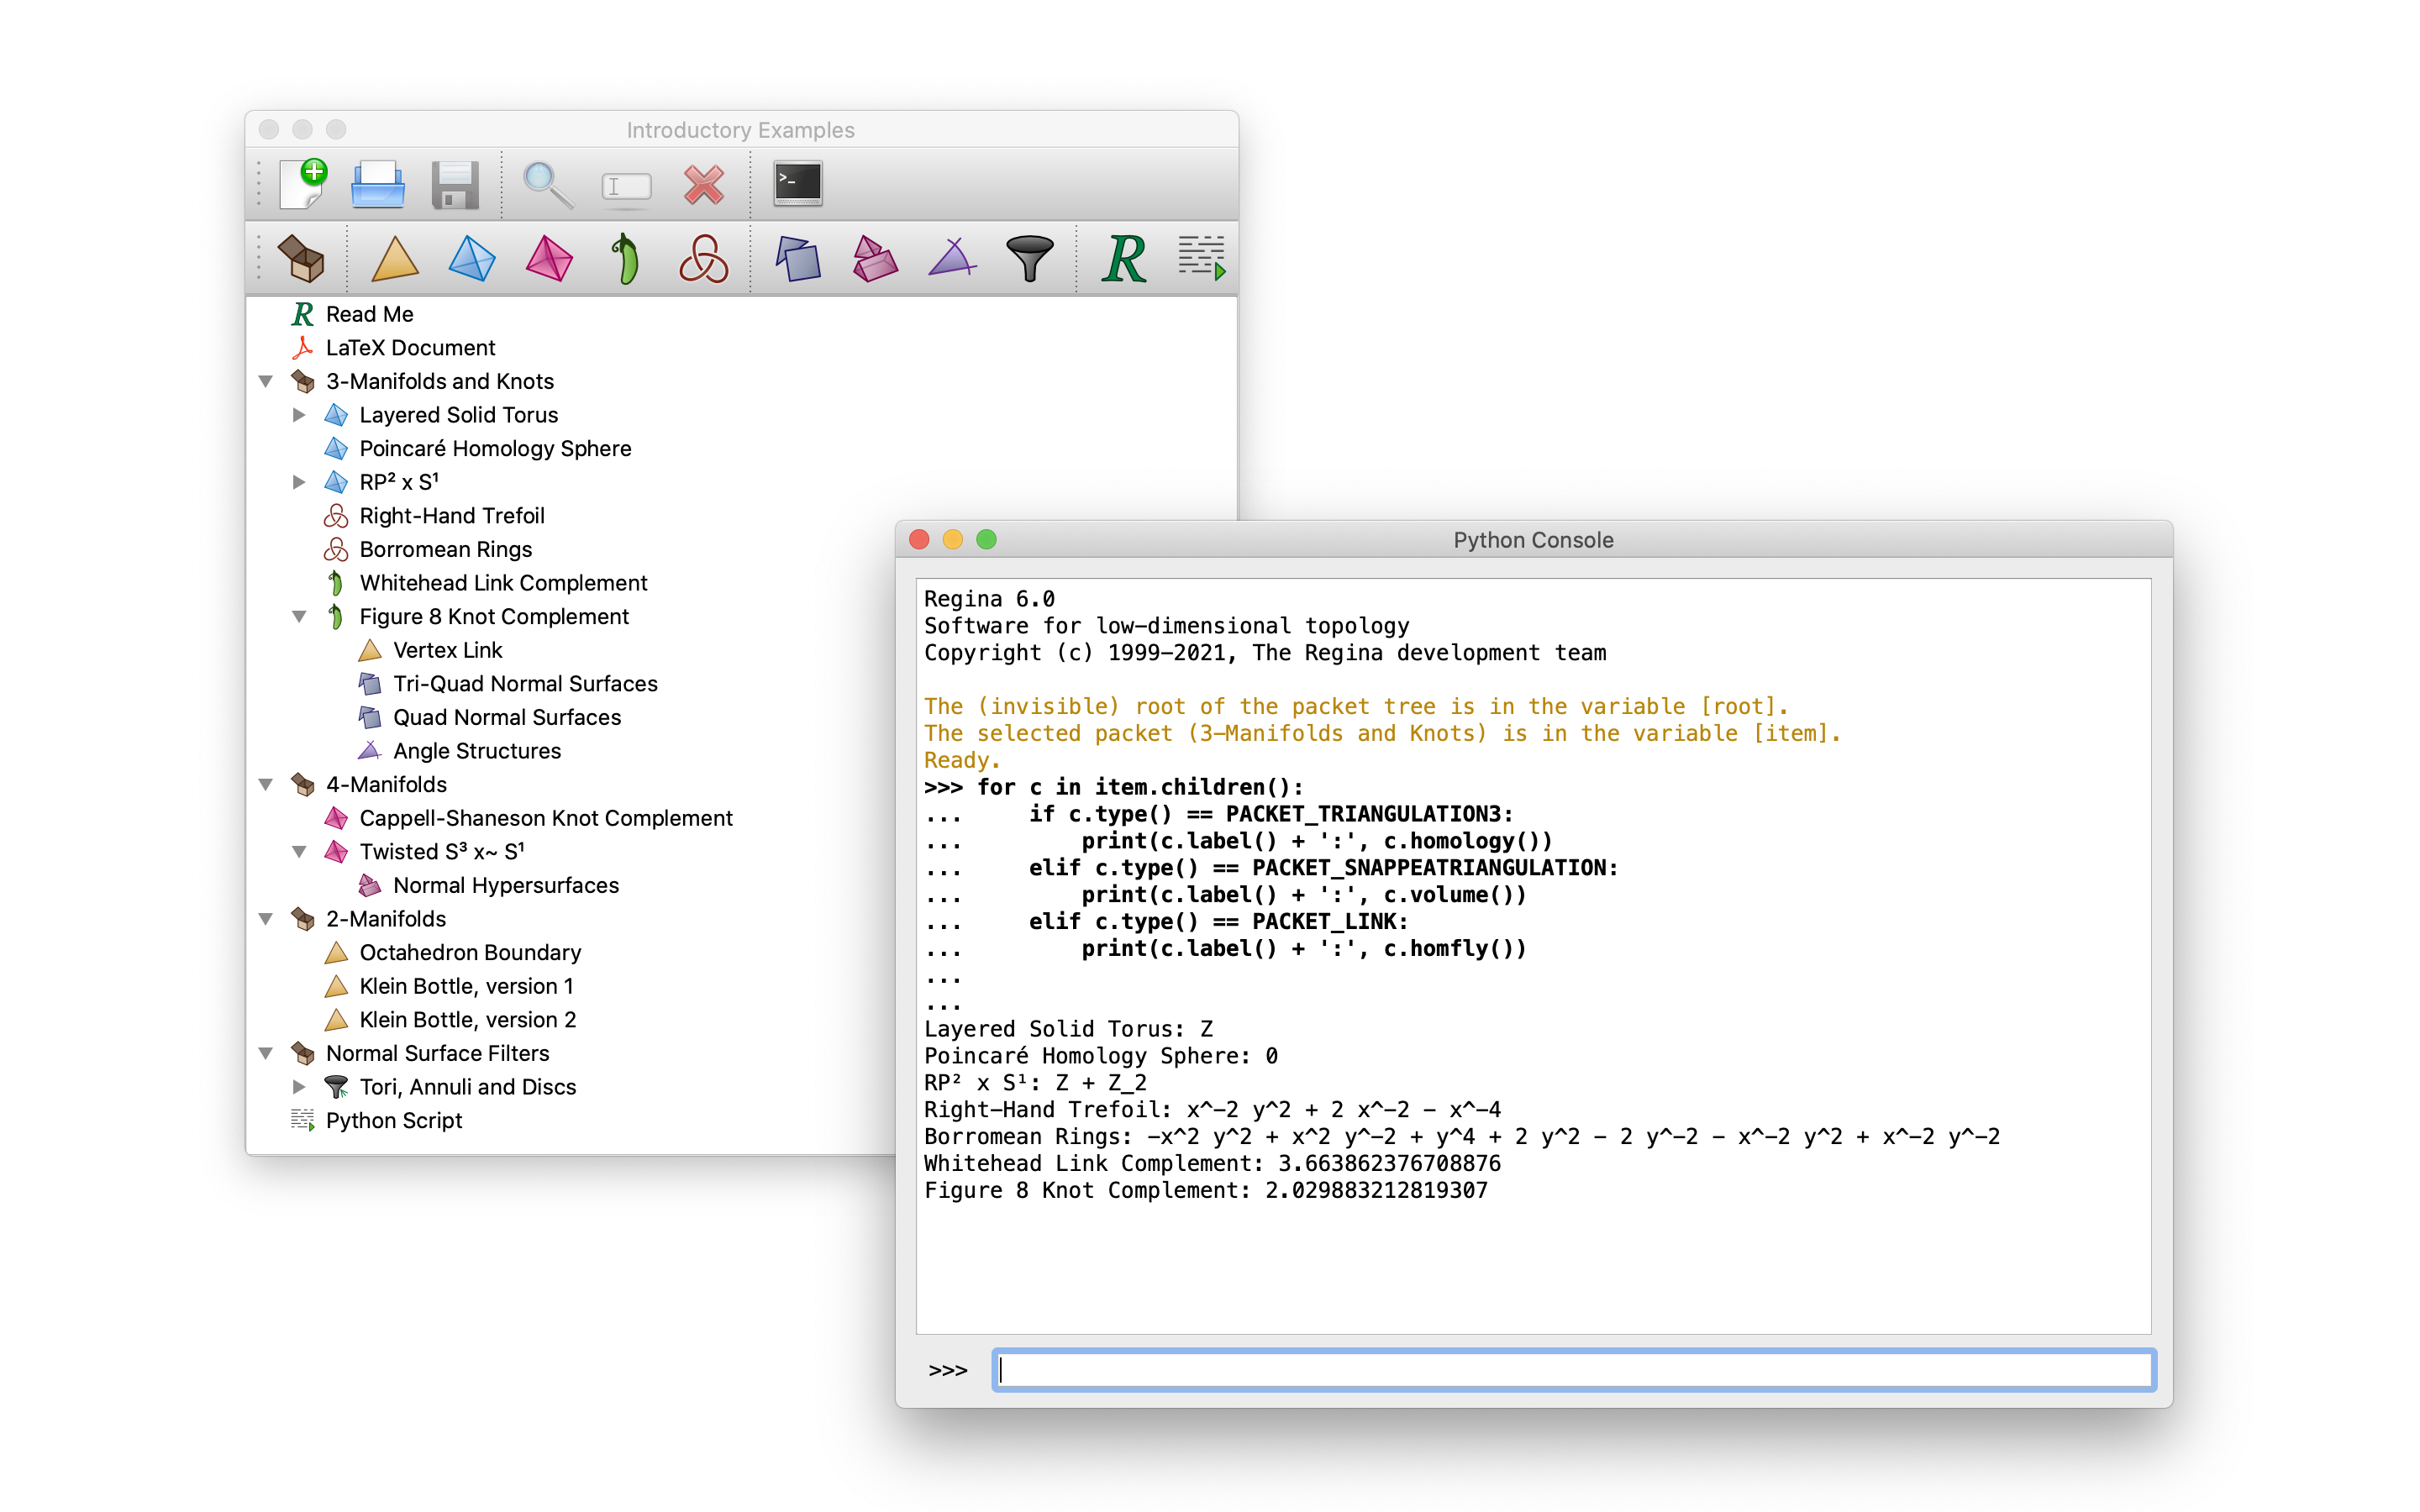 Introductory Examples
>_
R
Read Me
LaTeX Document
3-Manifolds and Knots
Layered Solid Torus
Poincaré Homology Sphere
RP² x S¹
Right-Hand Trefoil
Borromean Rings
Whitehead Link Complement
Figure 8 Knot Complement
Vertex Link
Tri-Quad Normal Surfaces
Quad Normal Surfaces
Angle Structures
4-Manifolds
Cappell-Shaneson Knot Complement
Twisted S³ x~ S¹
Normal Hypersurfaces
2-Manifolds
Octahedron Boundary
Klein Bottle, version 1
Klein Bottle, version 2
Normal Surface Filters
Tori, Annuli and Discs
Python Script
Python Console
Regina 6.0
Software for low-dimensional topology
Copyright (c) 1999-2021, The Regina development team
The (invisible) root of the packet tree is in the variable [root].
The selected packet (3-Manifolds and Knots) is in the variable [item].
Ready.
>>> for c in item.children():
...     if c.type() == PACKET_TRIANGULATION3:
...         print(c.label() + ':', c.homology())
...     elif c.type() == PACKET_SNAPPEATRIANGULATION:
...         print(c.label() + ':', c.volume())
...     elif c.type() == PACKET_LINK:
...         print(c.label() + ':', c.homfly())
...
...
Layered Solid Torus: Z
Poincaré Homology Sphere: 0
RP² x S¹: Z + Z_2
Right-Hand Trefoil: x^-2 y^2 + 2 x^-2 - x^-4
Borromean Rings: -x^2 y^2 + x^2 y^-2 + y^4 + 2 y^2 - 2 y^-2 - x^-2 y^2 + x^-2 y^-2
Whitehead Link Complement: 3.663862376708876
Figure 8 Knot Complement: 2.029883212819307
>>>